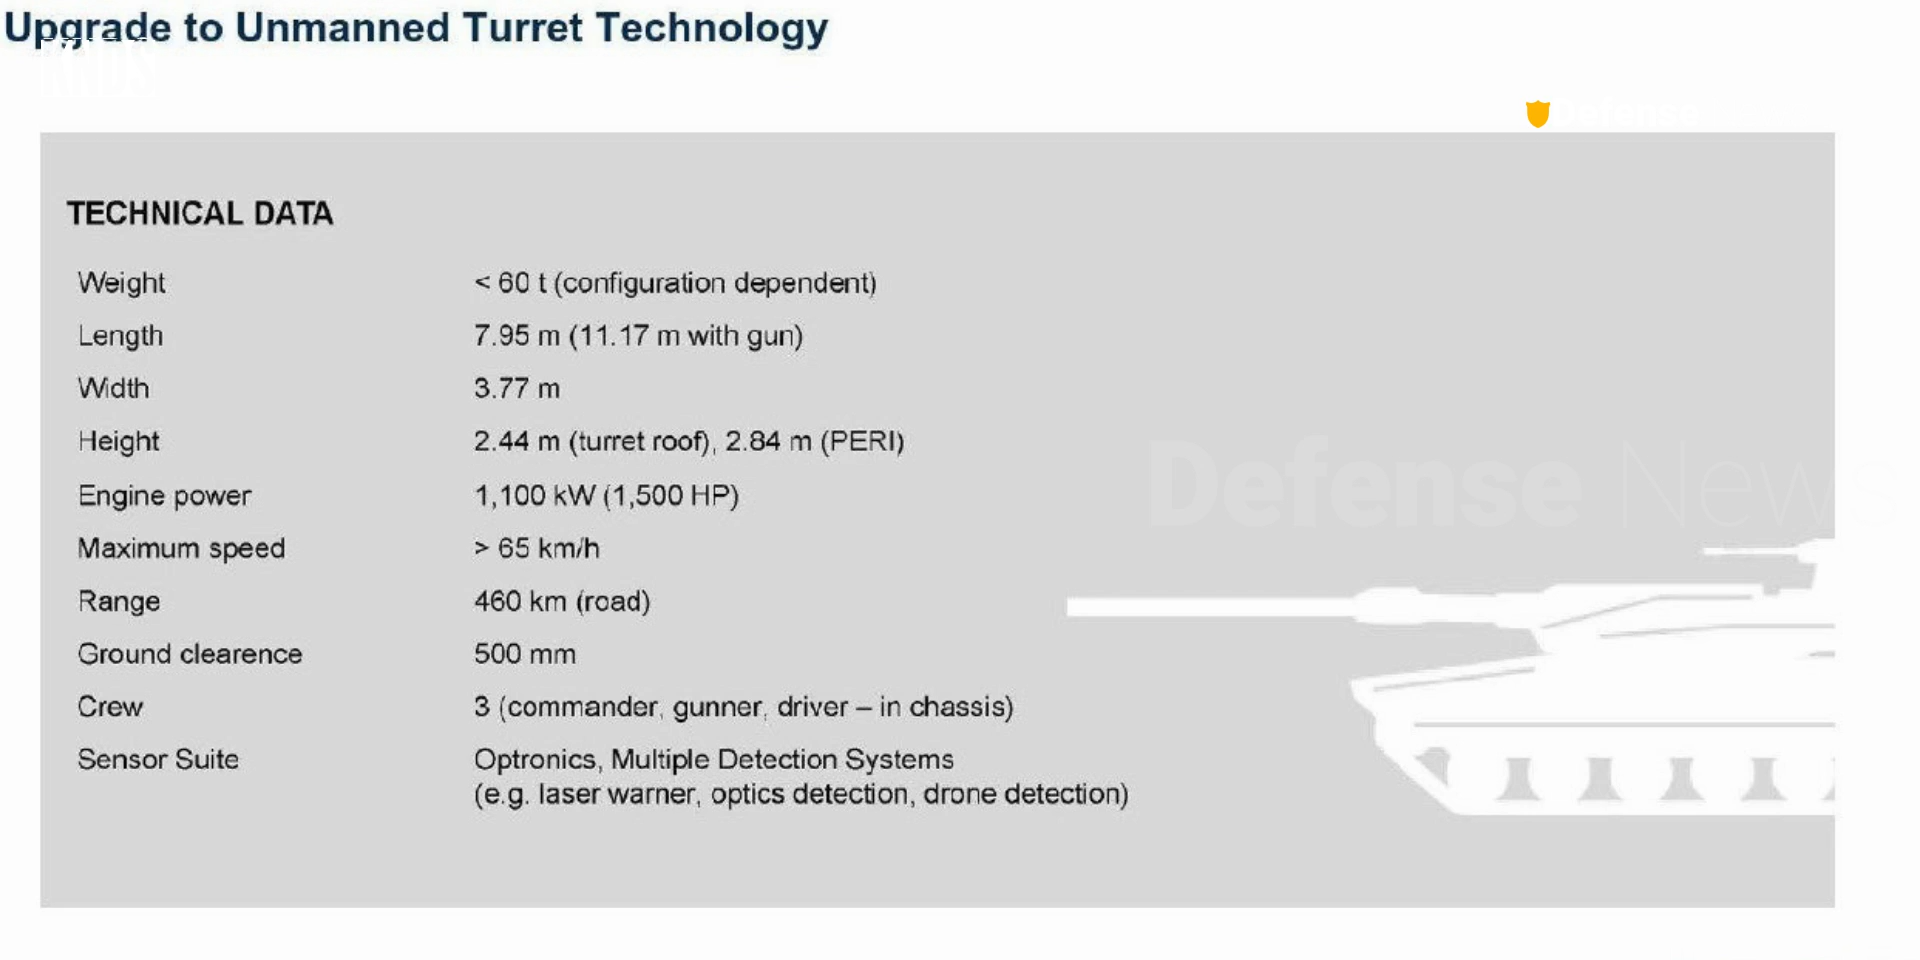 Upgrade to Unmanned Turret Technology
Defense
TECHNICAL DATA
Weight < 60 t (configuration dependent)
Length 7.95 m (11.17 m with gun)
Width 3.77 m
Height 2.44 m (turret roof), 2.84 m (PERI)
Defense News
Engine power 1,100 kW (1,500 HP)
Maximum speed > 65 km/h
Range 460 km (road)
Ground clearence 500 mm
Crew 3 (commander, gunner, driver – in chassis)
Sensor Suite Optronics, Multiple Detection Systems
(e.g. laser warner, optics detection, drone detection)